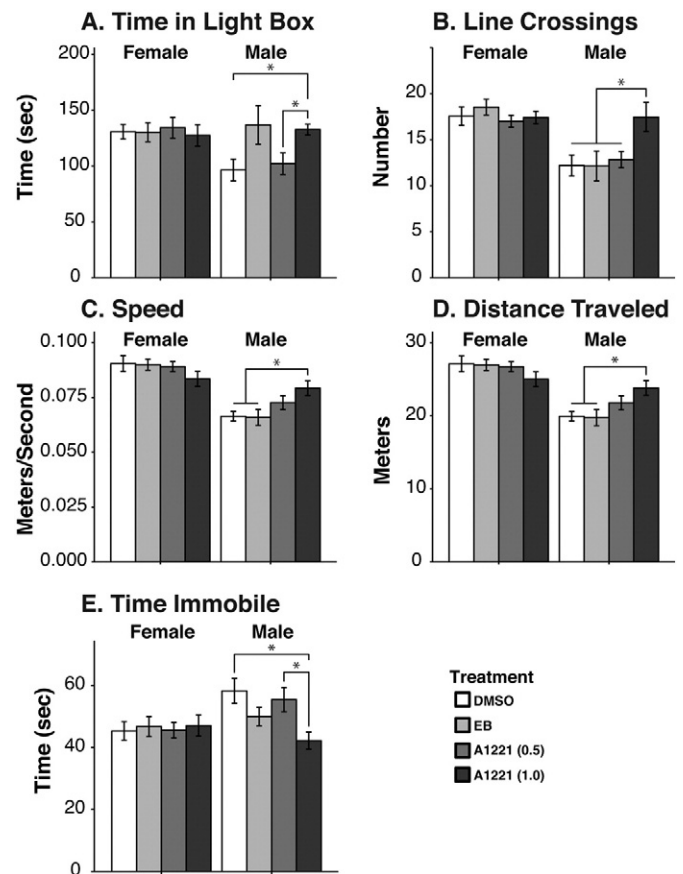 A. Time in Light Box
Female Male
Time (sec)
200
150
100
50
0
*
*
B. Line Crossings
Female Male
Number
20
15
10
5
0
*
C. Speed
Female Male
Meters/Second
0.100
0.075
0.050
0.025
0.000
*
D. Distance Traveled
Female Male
Meters
30
20
10
0
*
E. Time Immobile
Female Male
Time (sec)
60
40
20
0
*
*
Treatment
DMSO
EB
A1221 (0.5)
A1221 (1.0)